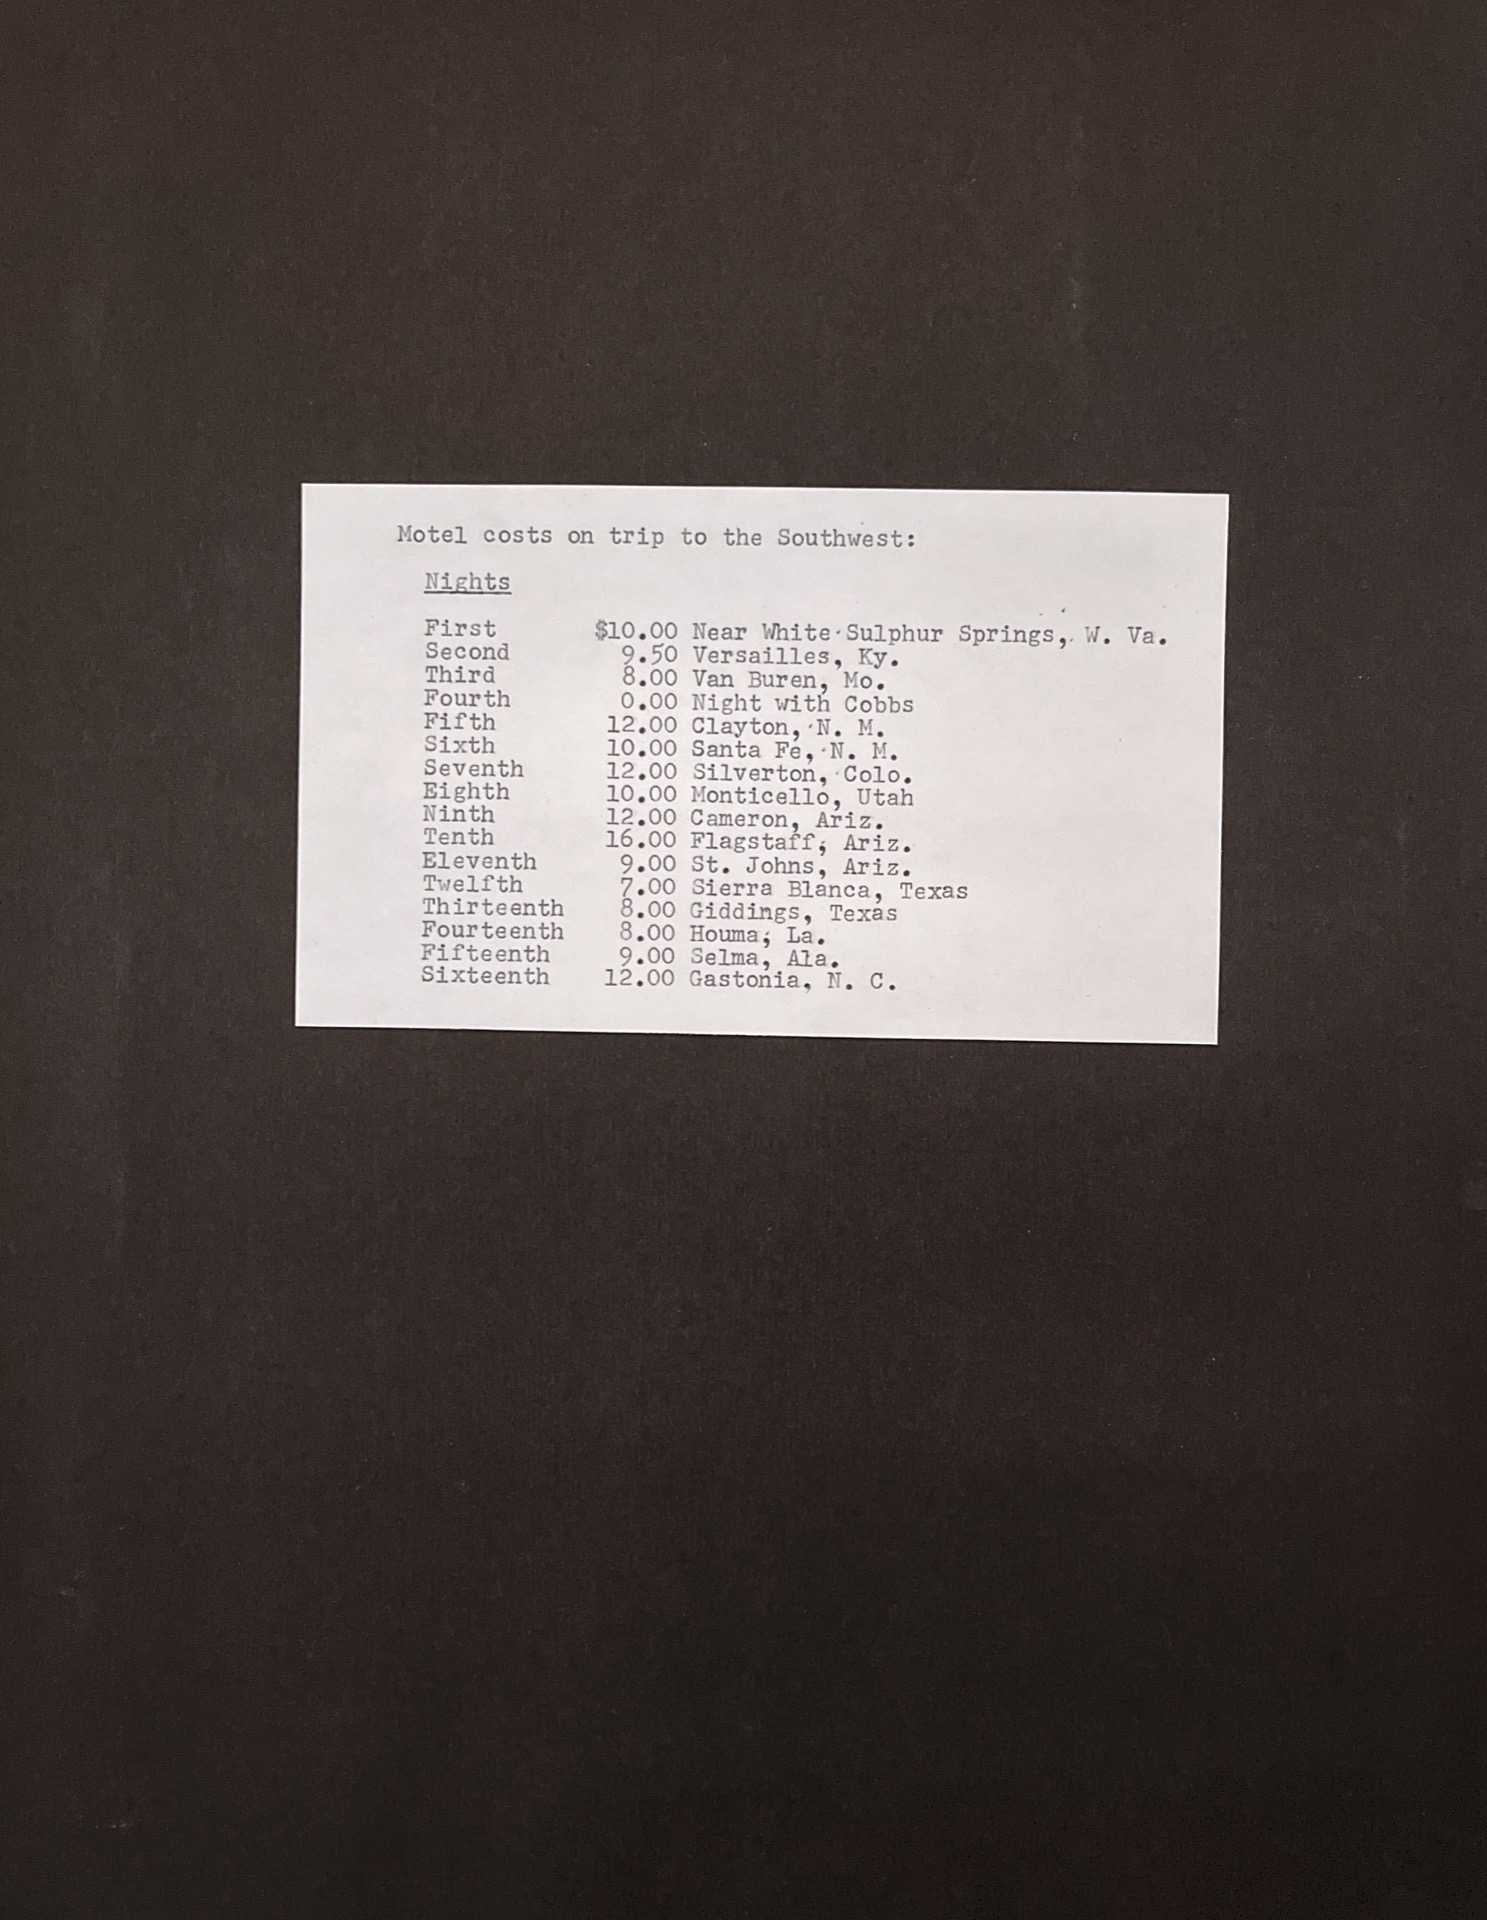 Motel costs on trip to the Southwest:
Nights
First $10.00 Near White Sulphur Springs, W. Va.
Second 9.50 Versailles, Ky.
Third 8.00 Van Buren, Mo.
Fourth 0.00 Night with Cobbs
Fifth 12.00 Clayton, N. M.
Sixth 10.00 Santa Fe, N. M.
Seventh 12.00 Silverton, Colo.
Eighth 10.00 Monticello, Utah
Ninth 12.00 Cameron, Ariz.
Tenth 16.00 Flagstaff; Ariz.
Eleventh 9.00 St. Johns, Ariz.
Twelfth 7.00 Sierra Blanca, Texas
Thirteenth 8.00 Giddings, Texas
Fourteenth 8.00 Houma; La.
Fifteenth 9.00 Selma, Ala.
Sixteenth 12.00 Gastonia, N. C.